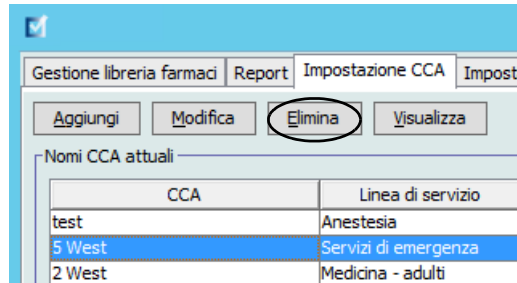 Gestione libreria farmaci Report Impostazione CCA Impost
Aggiungi Modifica Elimina Visualizza
Nomi CCA attuali
CCA Linea di servizio
test Anestesia
5 West Servizi di emergenza
2 West Medicina - adulti